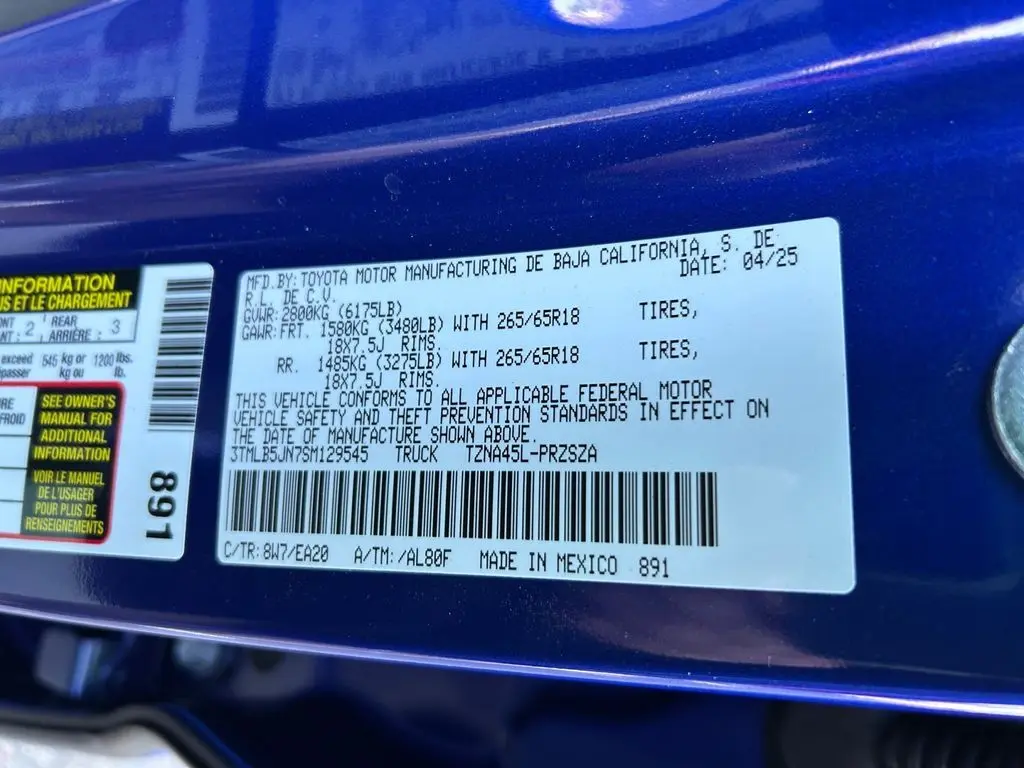 INFORMATION
US ET LE CHARGEMENT
2 REAR 3
ARRIÈRE :
exceed 545 kg or 1200 lbs.
kg ou lb.
SEE OWNER'S
MANUAL FOR
ADDITIONAL
INFORMATION
VOIR LE MANUEL
DE L'USAGER
POUR PLUS DE
RENSEIGNEMENTS
891
MFD.BY:TOYOTA MOTOR MANUFACTURING DE BAJA CALIFORNIA, S. DE
R.L. DE C.V. DATE: 04/25
GVWR:2800KG (6175LB)
GAWR:FRT. 1580KG (3480LB) WITH 265/65R18 TIRES,
18X7.5J RIMS.
RR. 1485KG (3275LB) WITH 265/65R18 TIRES,
18X7.5J RIMS.
THIS VEHICLE CONFORMS TO ALL APPLICABLE FEDERAL MOTOR
VEHICLE SAFETY AND THEFT PREVENTION STANDARDS IN EFFECT ON
THE DATE OF MANUFACTURE SHOWN ABOVE.
3TMLB5JN7SM129545 TRUCK TZNA45L-PRZSZA
C/TR:8W7/EA20 A/TM:/AL80F MADE IN MEXICO 891